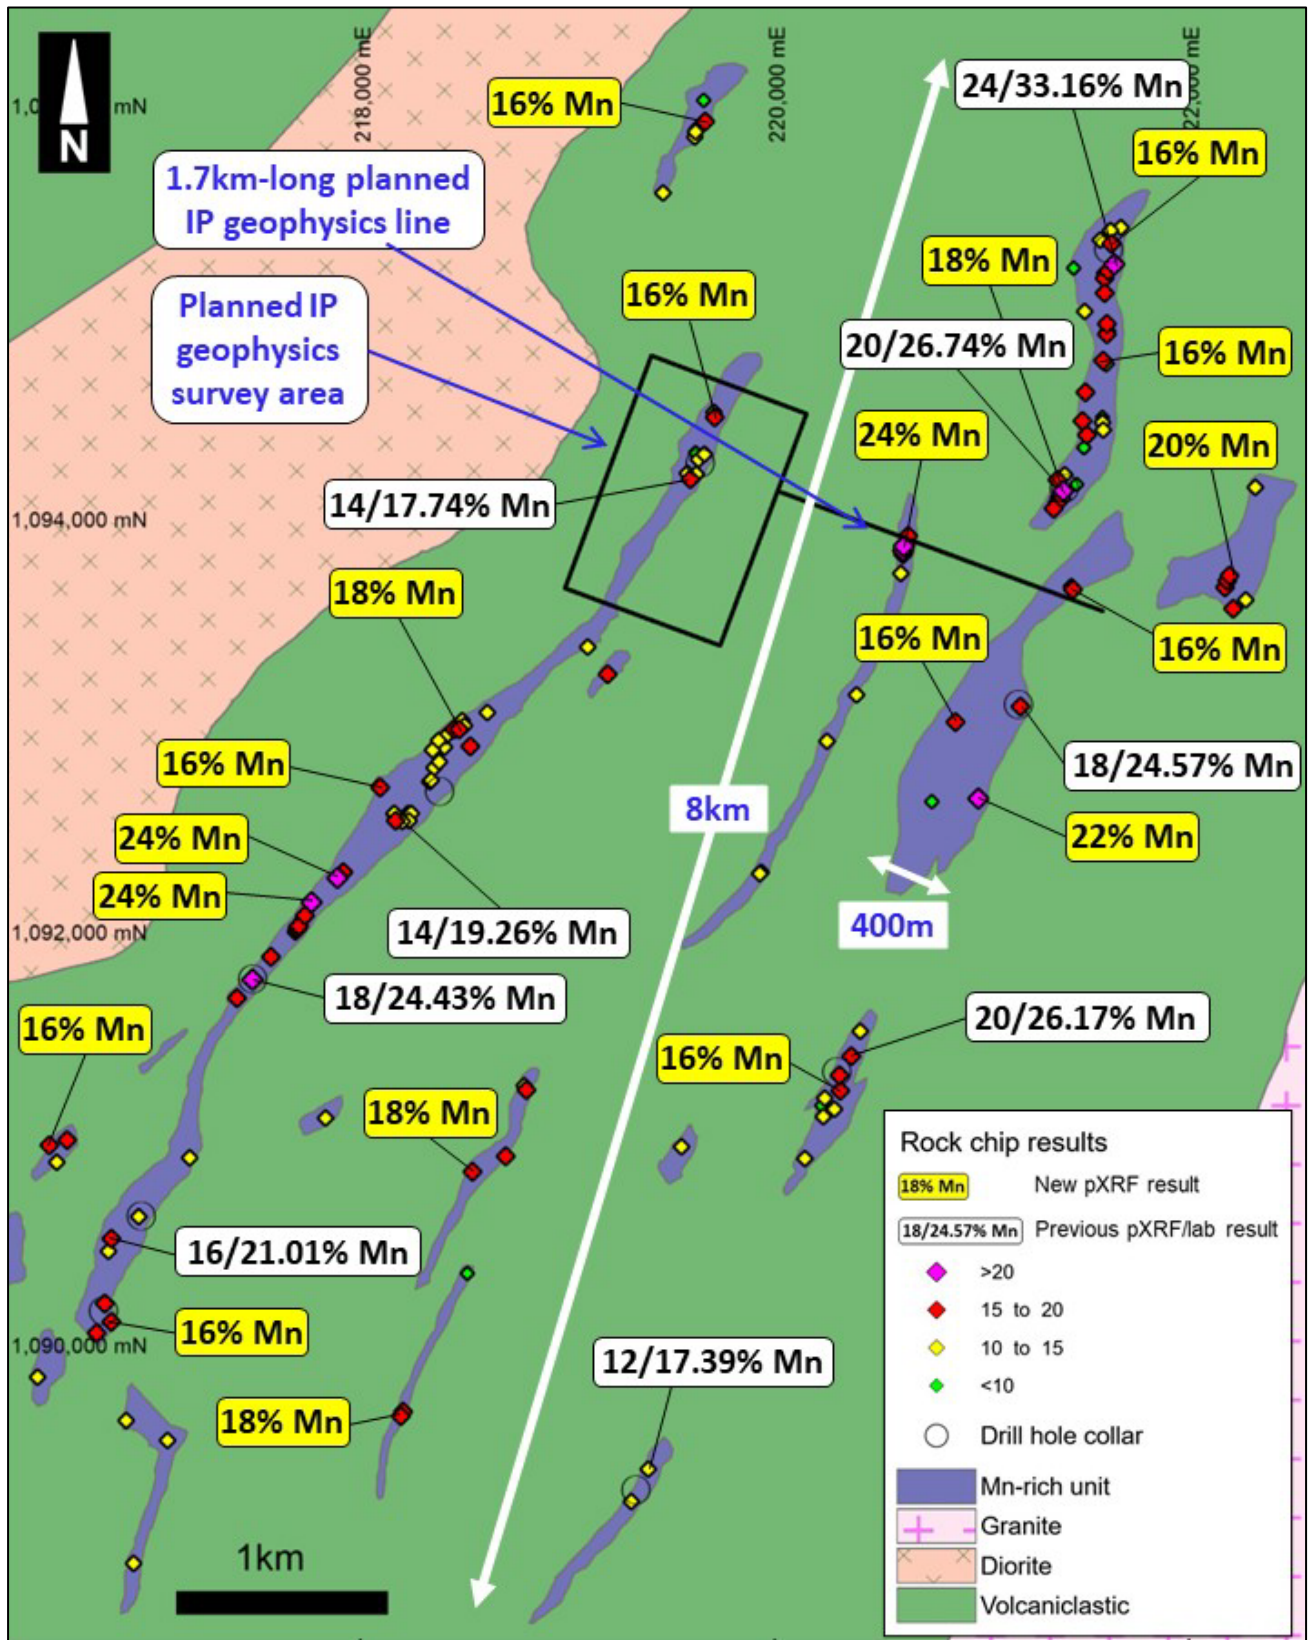 218,000 mE
220,000 mE
1,0
mN
N
16% Mn
24/33.16% Mn
16% Mn
1.7km-long planned
IP geophysics line
18% Mn
Planned IP
geophysics
survey area
16% Mn
20/26.74% Mn
16% Mn
24% Mn
20% Mn
14/17.74% Mn
1,094,000 mN
18% Mn
16% Mn
16% Mn
16% Mn
18/24.57% Mn
8km
24% Mn
22% Mn
24% Mn
400m
14/19.26% Mn
1,092,000 mN
18/24.43% Mn
20/26.17% Mn
16% Mn
16% Mn
18% Mn
16/21.01% Mn
16% Mn
1,090,000 mN
12/17.39% Mn
18% Mn
1km
Rock chip results
18% Mn New pXRF result
18/24.57% Mn Previous pXRF/lab result
>20
15 to 20
10 to 15
<10
Drill hole collar
Mn-rich unit
Granite
Diorite
Volcaniclastic